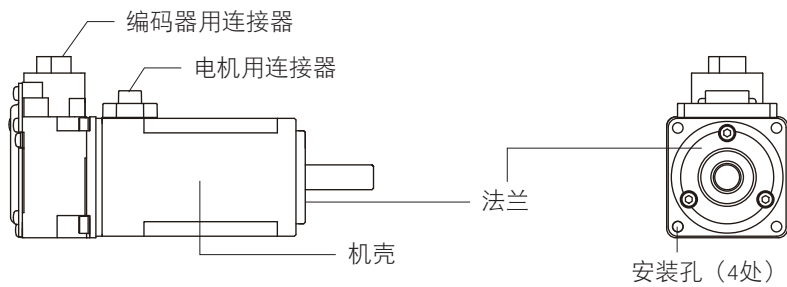 编码器用连接器
电机用连接器
法兰
机壳
安装孔（4处）